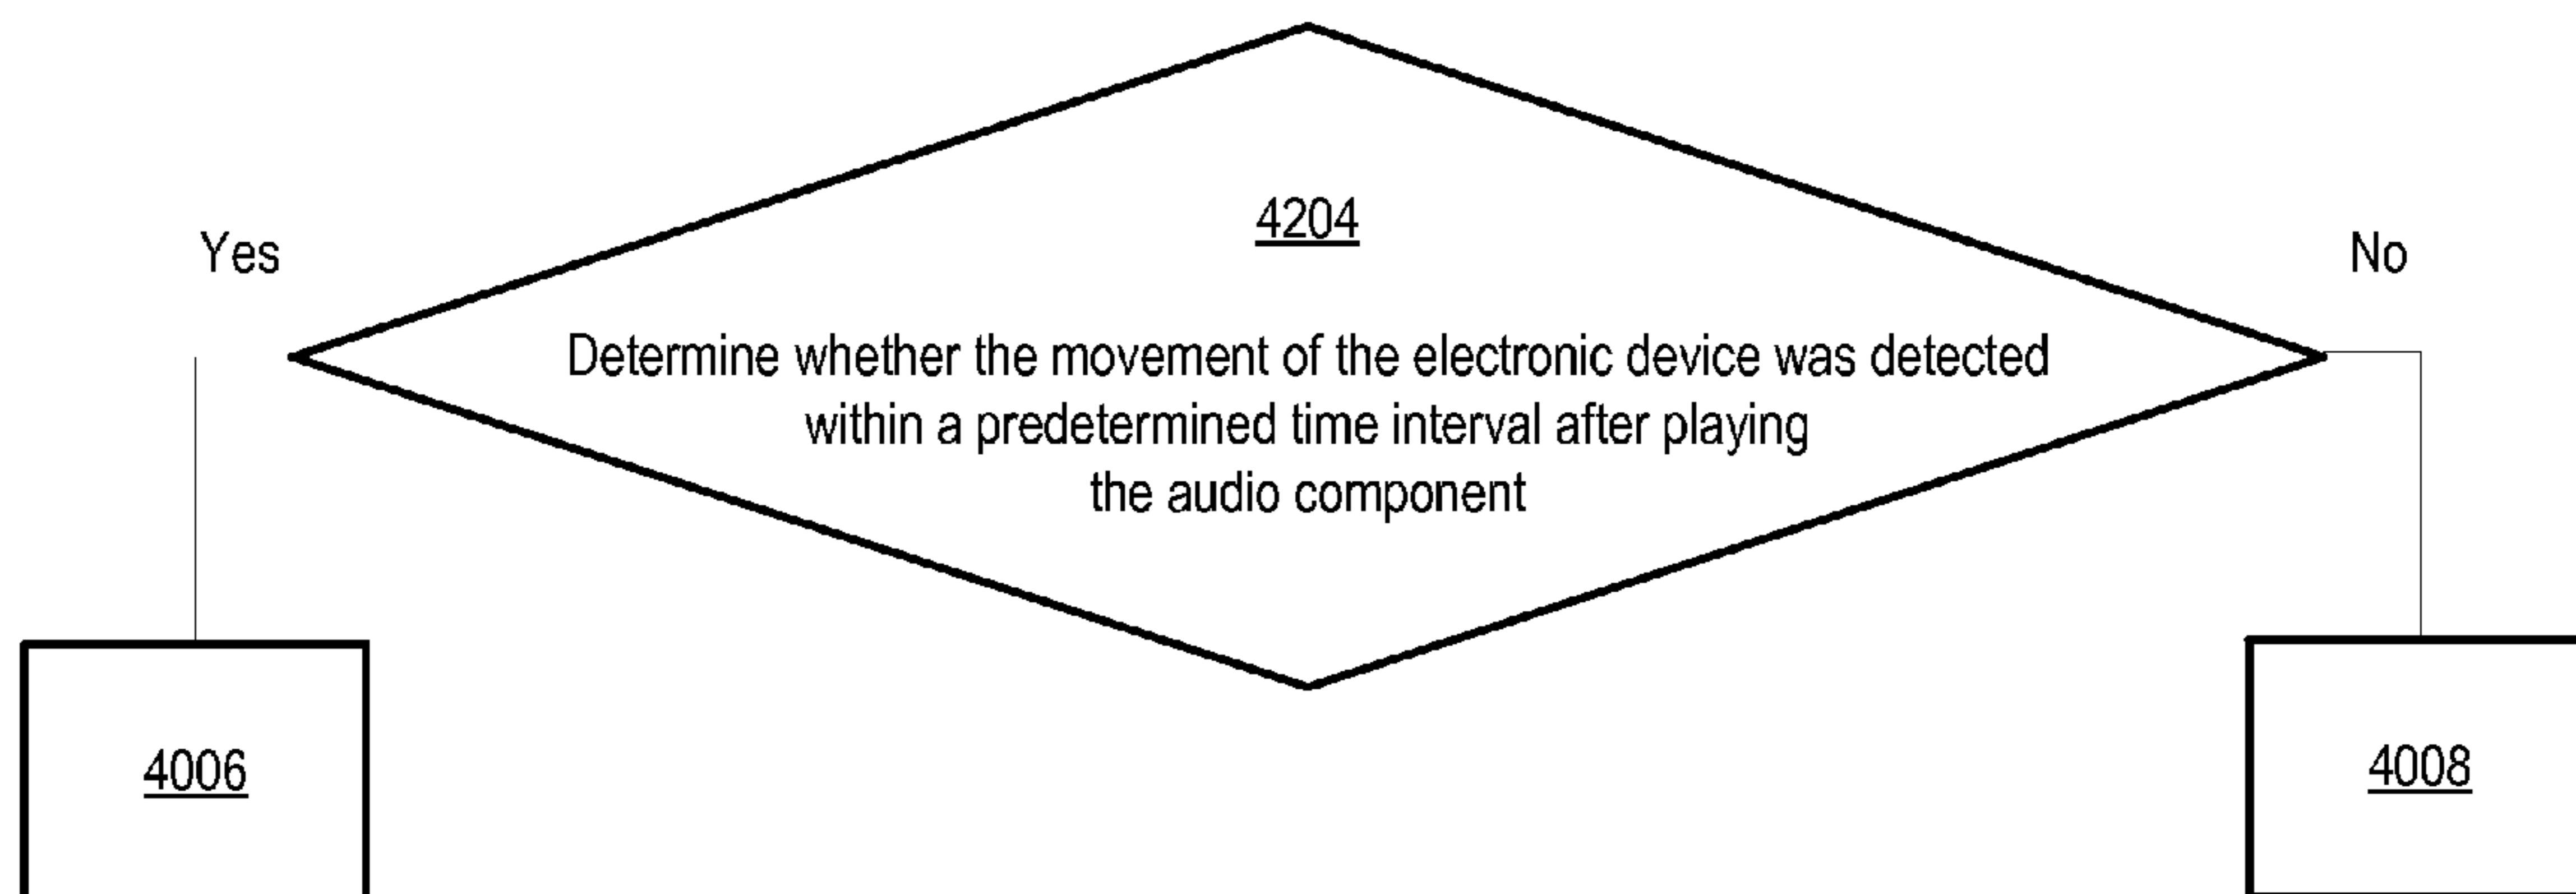 4204
Yes
No
Determine whether the movement of the electronic device was detected
within a predetermined time interval after playing
the audio component
4006
4008